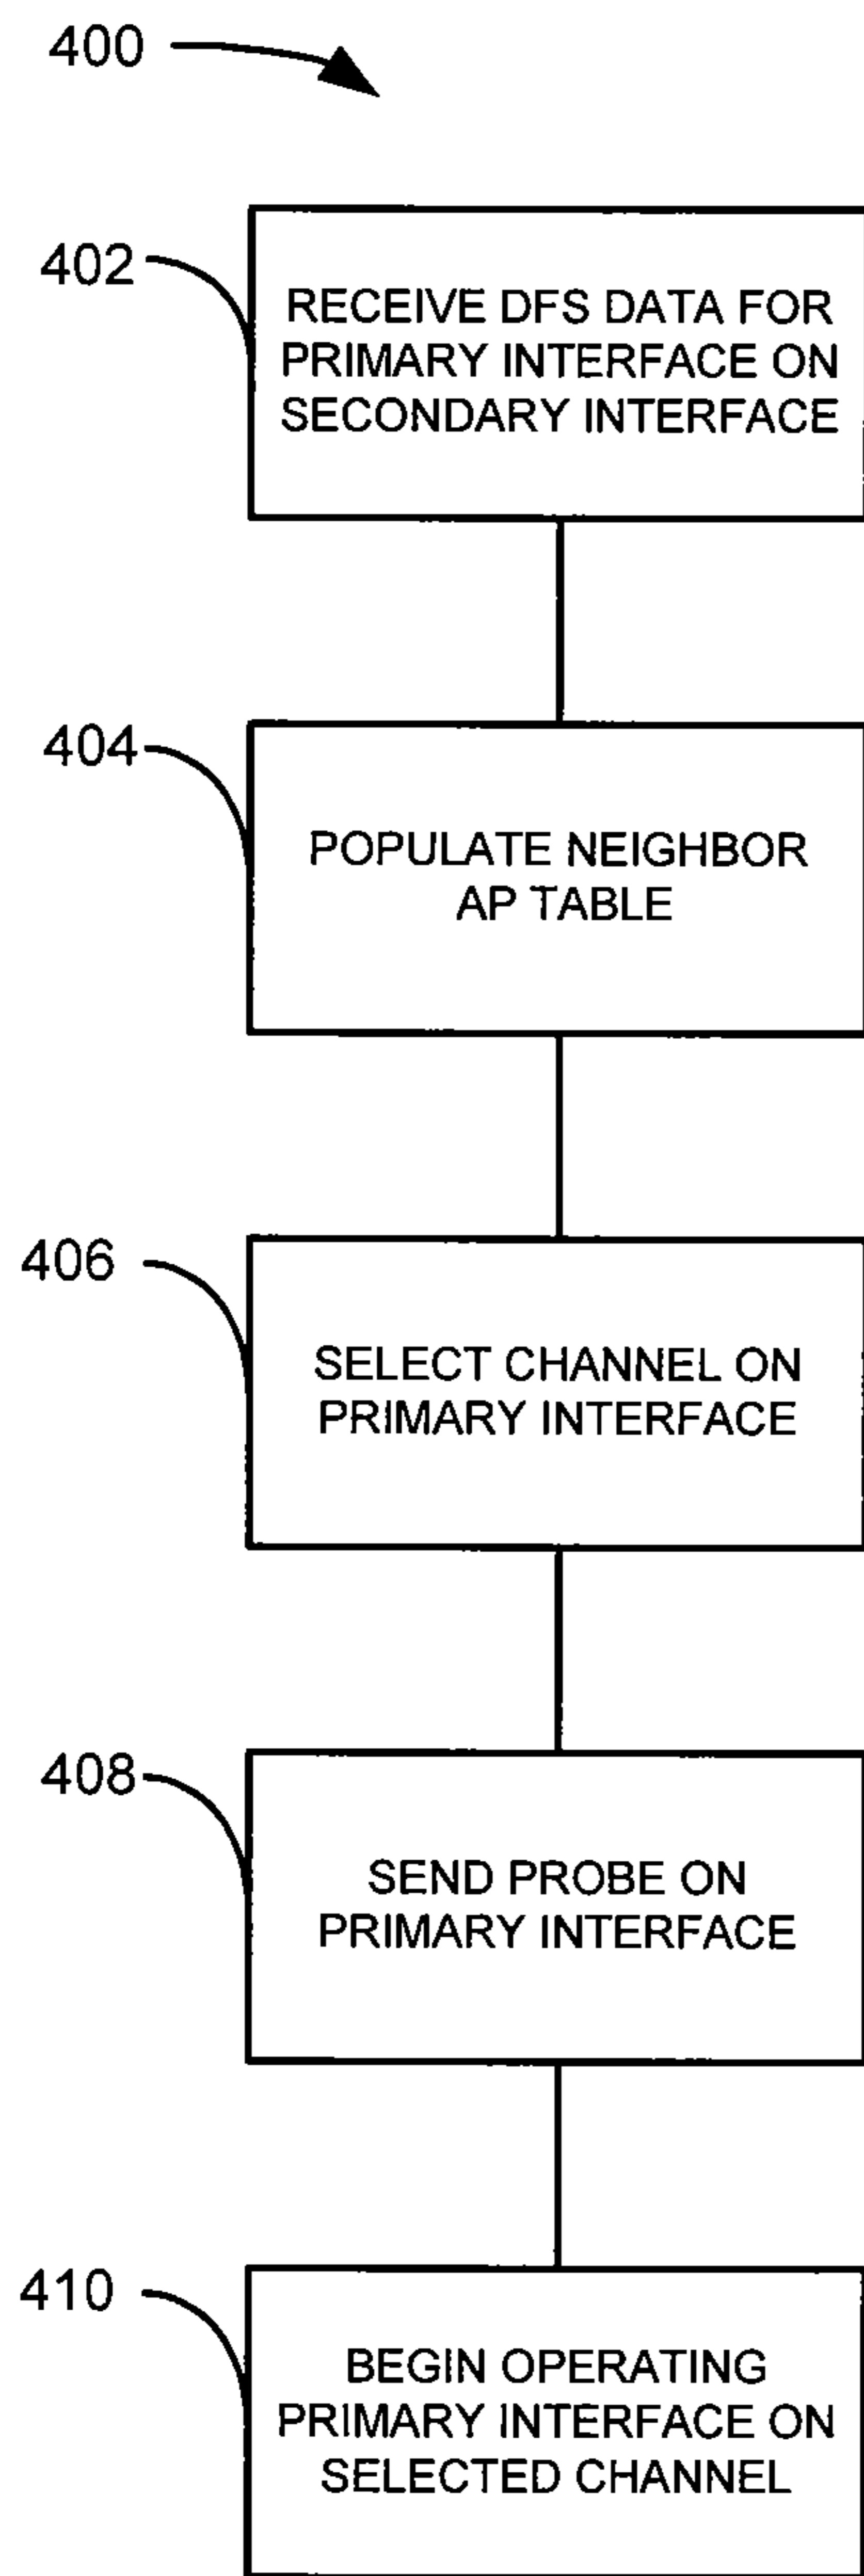 400
402
RECEIVE DFS DATA FOR
PRIMARY INTERFACE ON
SECONDARY INTERFACE
404
POPULATE NEIGHBOR
AP TABLE
406
SELECT CHANNEL ON
PRIMARY INTERFACE
408
SEND PROBE ON
PRIMARY INTERFACE
410
BEGIN OPERATING
PRIMARY INTERFACE ON
SELECTED CHANNEL